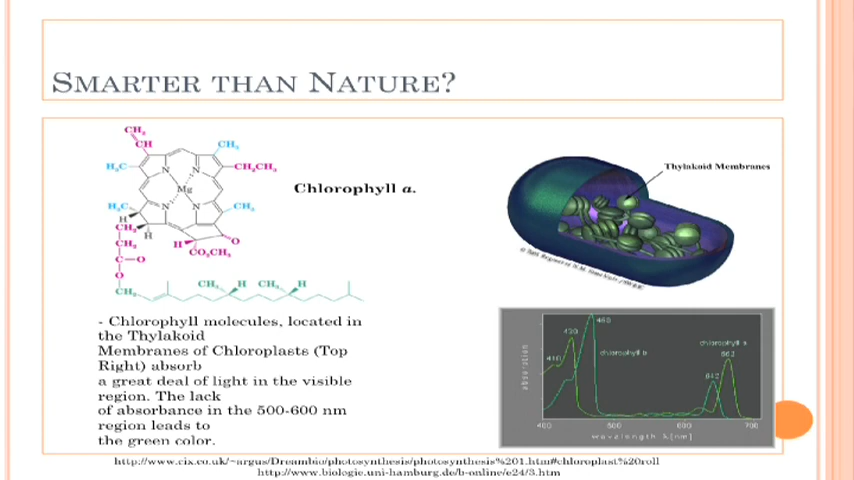 SMARTER THAN NATURE?
CH₂
CH
CH₃
H₃C
CH₂CH₃
N
N
Mg
Chlorophyll a.
N
N
H₃C
CH₃
H
CH₂
H
H
O
CH₂
CO₂CH₃
C—O
O
CH₂
CH₃
H
CH₃
H
Thylakoid Membranes
- Chlorophyll molecules, located in
the Thylakoid
Membranes of Chloroplasts (Top
Right) absorb
a great deal of light in the visible
region. The lack
of absorbance in the 500-600 nm
region leads to
the green color.
460
430
410
chlorophyll b
chlorophyll a
662
642
400
500
600
700
wavelength λ[nm]
http://www.cix.co.uk/~argus/Dreambio/photosynthesis/photosynthesis%201.htm#chloroplast%20roll
http://www.biologie.uni-hamburg.de/b-online/e24/3.htm